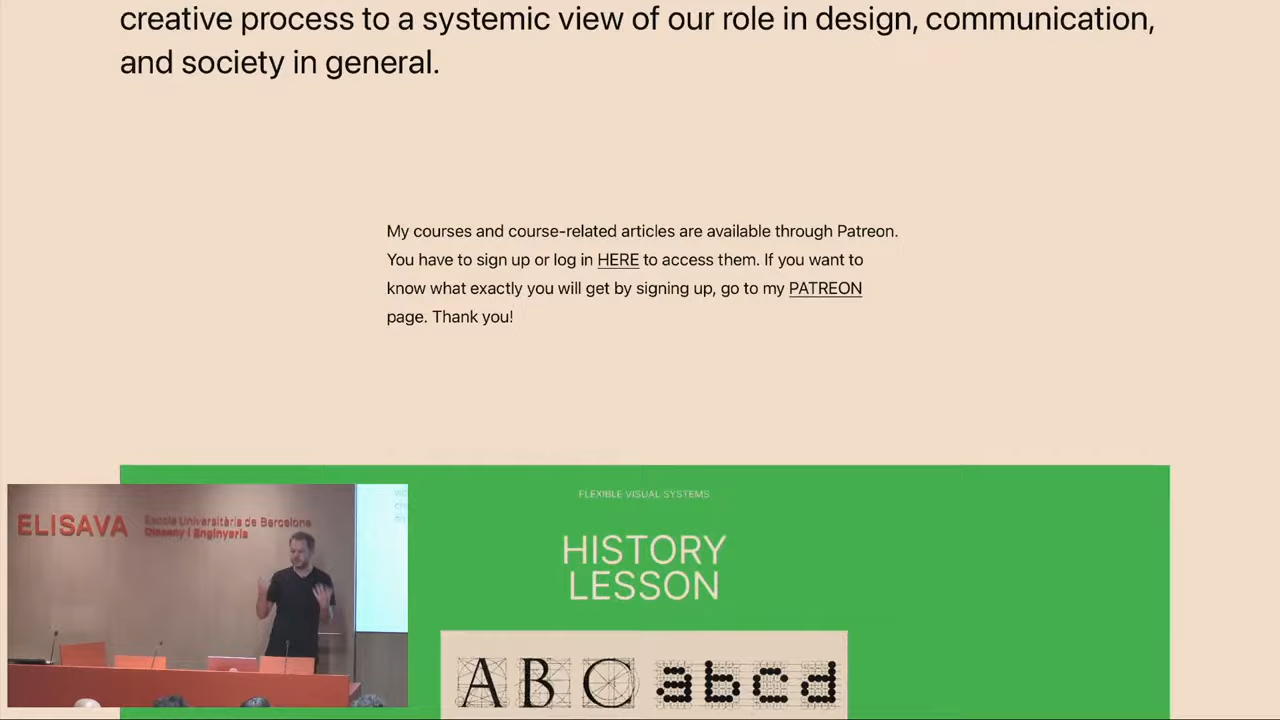 creative process to a systemic view of our role in design, communication,
and society in general.
My courses and course-related articles are available through Patreon.
You have to sign up or log in HERE to access them. If you want to
know what exactly you will get by signing up, go to my PATREON
page. Thank you!
FLEXIBLE VISUAL SYSTEMS
HISTORY
LESSON
A B C a b c d
ELISAVA
Escola Universitària de Barcelona
Disseny i Enginyeria